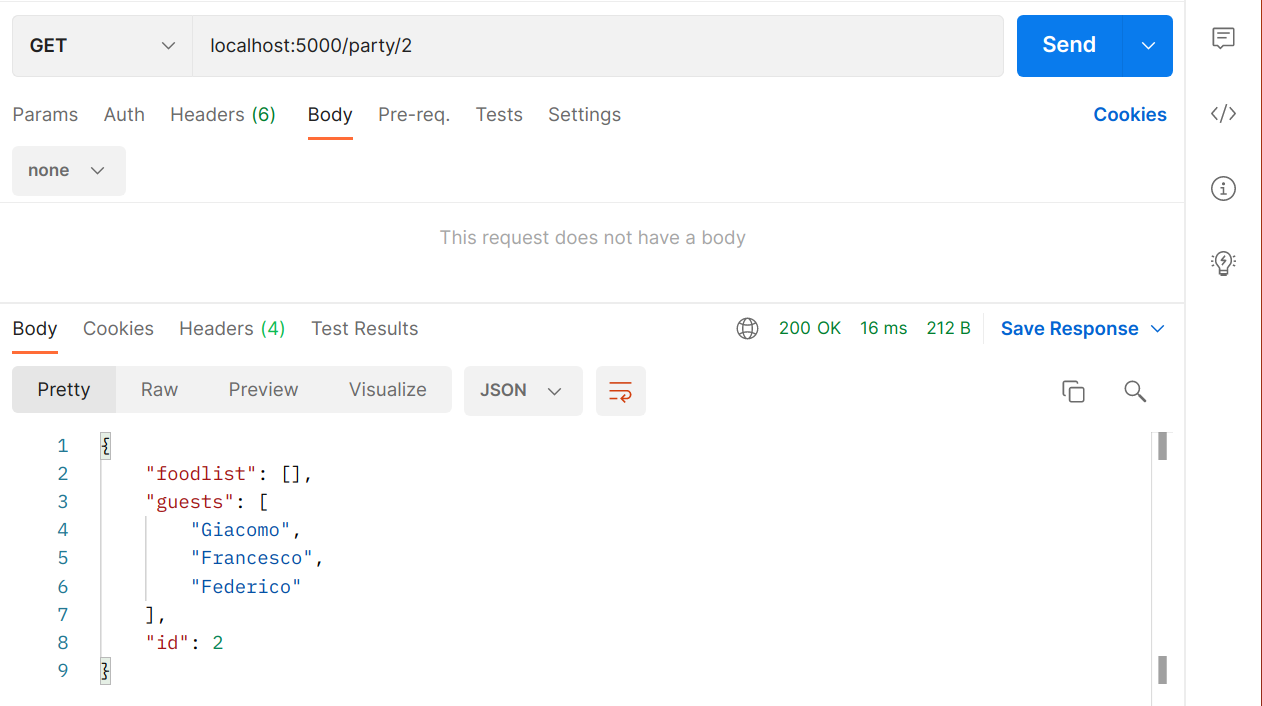 GET localhost:5000/party/2 Send
Params Auth Headers (6) Body Pre-req. Tests Settings Cookies
none
This request does not have a body
Body Cookies Headers (4) Test Results 200 OK 16 ms 212 B Save Response
Pretty Raw Preview Visualize JSON
1 {
2 "foodlist": [],
3 "guests": [
4 "Giacomo",
5 "Francesco",
6 "Federico"
7 ],
8 "id": 2
9 }